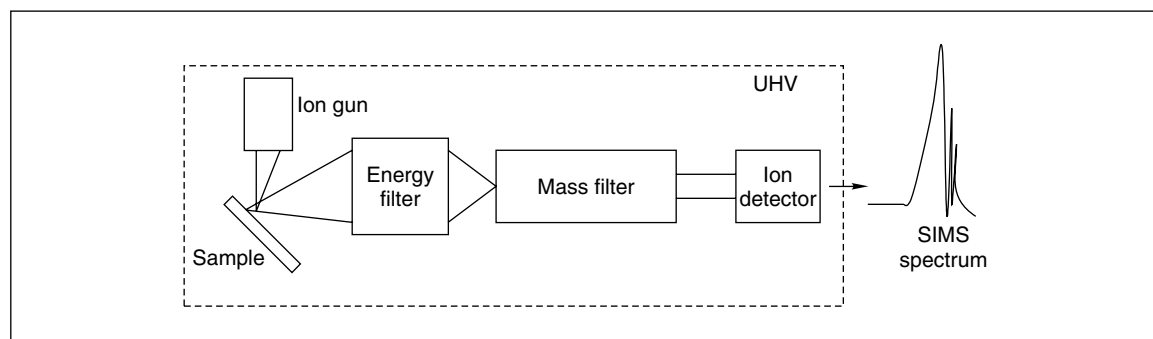 UHV
Ion gun
Energy
filter
Mass filter
Ion
detector
Sample
SIMS
spectrum